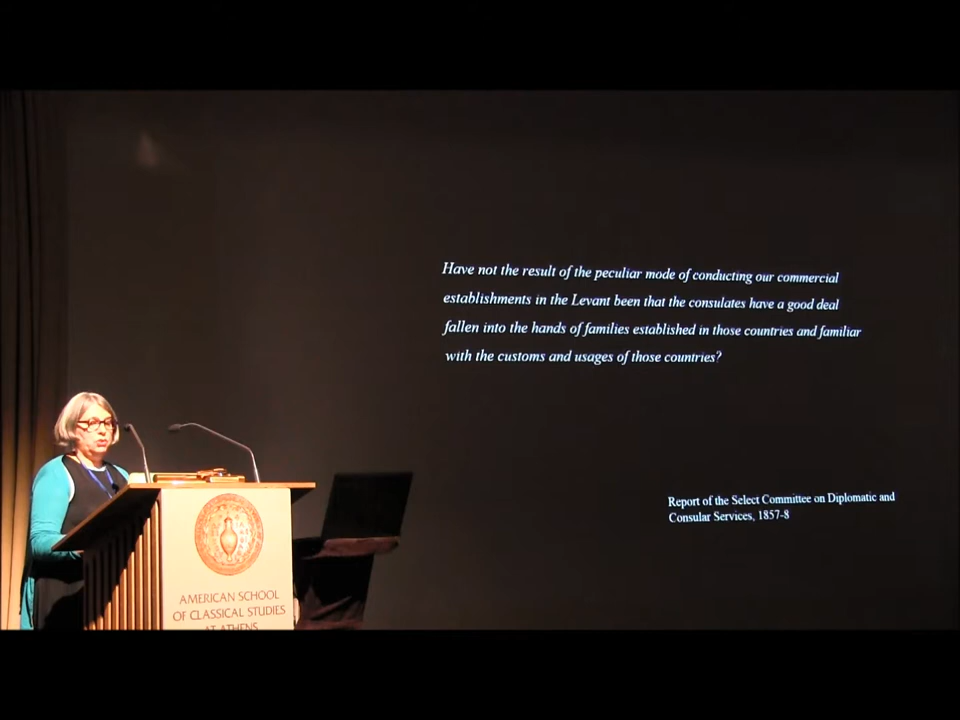 Have not the result of the peculiar mode of conducting our commercial
establishments in the Levant been that the consulates have a good deal
fallen into the hands of families established in those countries and familiar
with the customs and usages of those countries?
Report of the Select Committee on Diplomatic and
Consular Services, 1857-8
AMERICAN SCHOOL
OF CLASSICAL STUDIES
AT ATHENS